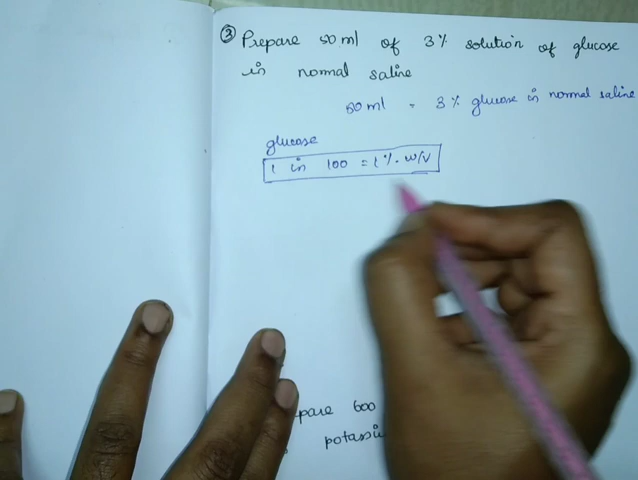 ③ Prepare 50 ml of 3% solution of glucose
in normal saline
50 ml = 3% glucose in normal saline
glucose
1 in 100 = 1%. w/v
pare 600
potassi